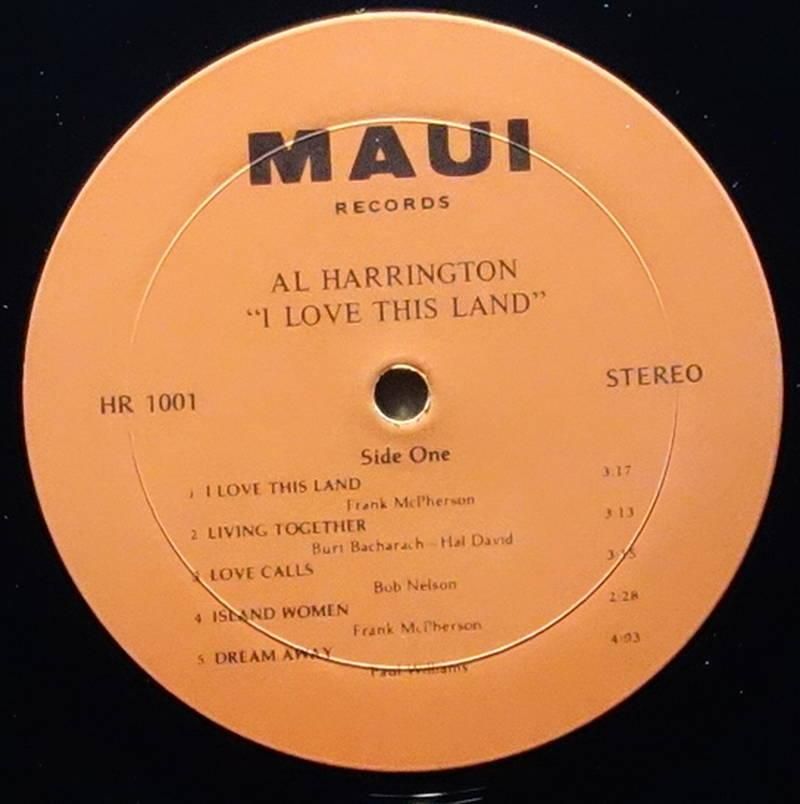 MAUI
RECORDS
AL HARRINGTON
“I LOVE THIS LAND”
HR 1001
STEREO
Side One
1 I LOVE THIS LAND 3:17
Frank McPherson
2 LIVING TOGETHER 3:13
Burt Bacharach—Hal David
3 LOVE CALLS
Bob Nelson
4 ISLAND WOMEN 2:28
Frank McPherson
5 DREAM AWAY 4:03
Paul Williams